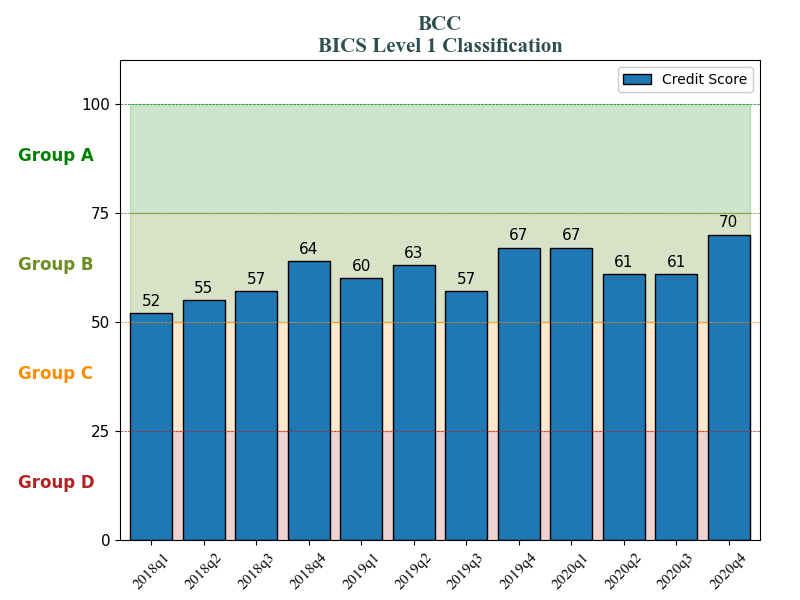 BCC
BICS Level 1 Classification
Credit Score
100
Group A
75
Group B
50
Group C
25
Group D
0
52
55
57
64
60
63
57
67
67
61
61
70
2018q1
2018q2
2018q3
2018q4
2019q1
2019q2
2019q3
2019q4
2020q1
2020q2
2020q3
2020q4